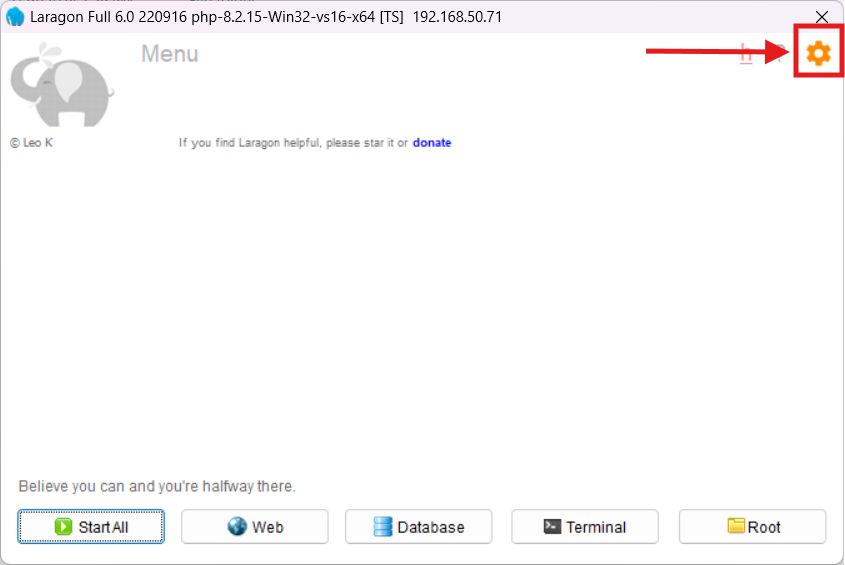 Laragon Full 6.0 220916 php-8.2.15-Win32-vs16-x64 [TS] 192.168.50.71
Menu
h ?
© Leo K
If you find Laragon helpful, please star it or donate
Believe you can and you're halfway there.
Start All
Web
Database
Terminal
Root